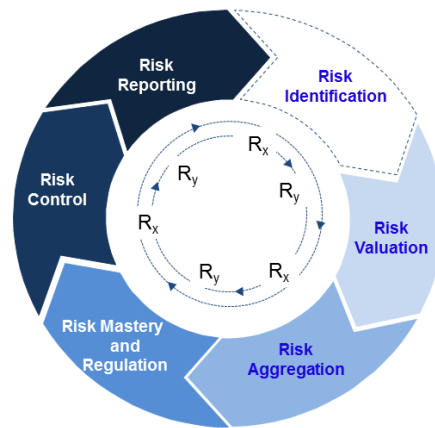 Risk
Reporting
Risk
Identification
Risk
Control
Risk
Valuation
Risk Mastery
and
Regulation
Risk
Aggregation
Rx
Ry
Ry
Rx
Rx
Ry